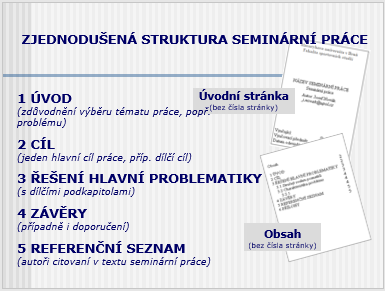 ZJEDNODUŠENÁ STRUKTURA SEMINÁRNÍ PRÁCE
Úvodní stránka
(bez čísla stránky)
1 ÚVOD
(zdůvodnění výběru tématu práce, popř.
problému)
2 CÍL
(jeden hlavní cíl práce, příp. dílčí cíl)
3 ŘEŠENÍ HLAVNÍ PROBLEMATIKY
(s dílčími podkapitolami)
4 ZÁVĚRY
(případně i doporučení)
5 REFERENČNÍ SEZNAM
(autoři citovaní v textu seminární práce)
Obsah
(bez čísla stránky)